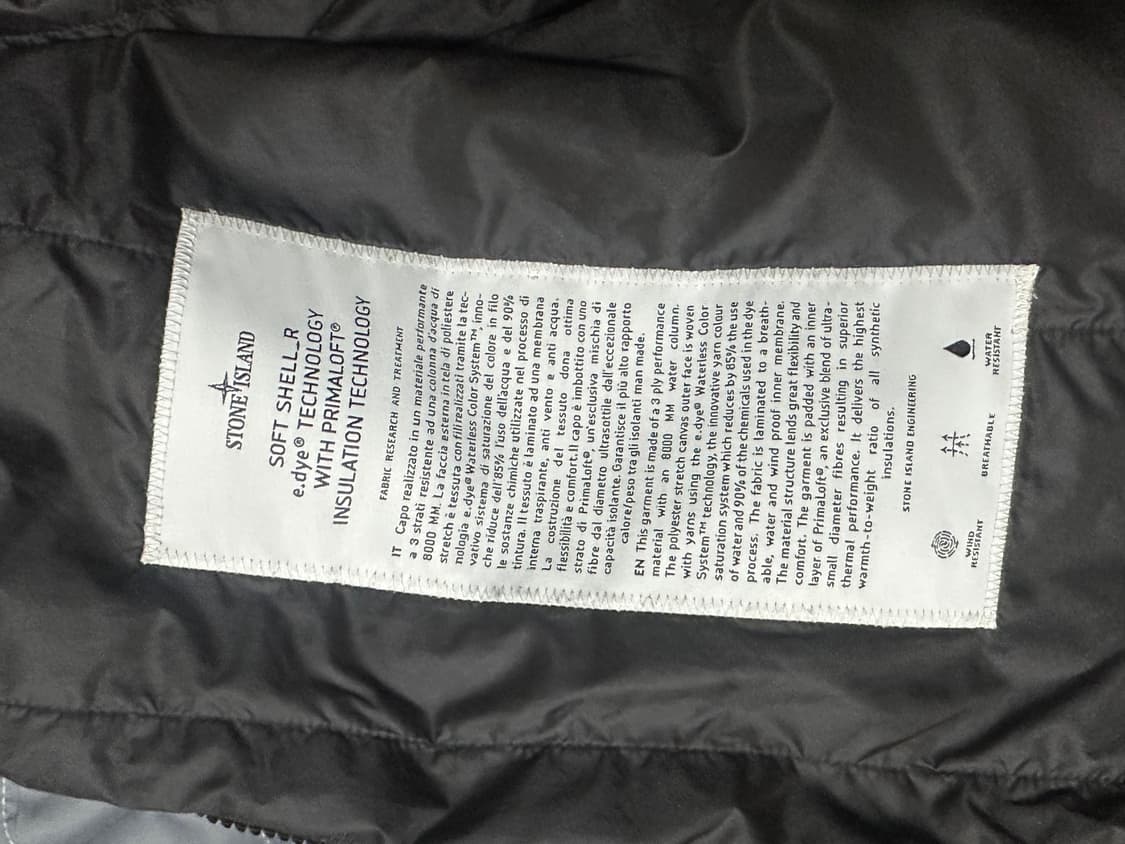 STONE ISLAND
SOFT SHELL_R
e.dye® TECHNOLOGY
WITH PRIMALOFT®
INSULATION TECHNOLOGY
FABRIC RESEARCH AND TREATMENT
IT Capo realizzato in un materiale performante
a 3 strati resistente ad una colonna d'acqua di
8000 MM. La faccia esterna in tela di poliestere
stretch è tessuta con fili realizzati tramite la tec-
nologia e.dye® Waterless Color System™, inno-
vativo sistema di saturazione del colore in filo
che riduce dell'85% l'uso dell'acqua e del 90%
le sostanze chimiche utilizzate nel processo di
tintura. Il tessuto è laminato ad una membrana
interna traspirante, anti vento e anti acqua.
La costruzione del tessuto dona ottima
flessibilità e comfort. Il capo è imbottito con uno
strato di PrimaLoft®, un'esclusiva mischia di
fibre dal diametro ultrasottile dall'eccezionale
capacità isolante. Garantisce il più alto rapporto
calore/peso tra gli isolanti man made.
EN This garment is made of a 3 ply performance
material with an 8000 MM water column.
The polyester stretch canvas outer face is woven
with yarns using the e.dye® Waterless Color
System™ technology, the innovative yarn colour
saturation system which reduces by 85% the use
of water and 90% of the chemicals used in the dye
process. The fabric is laminated to a breath-
able, water and wind proof inner membrane.
The material structure lends great flexibility and
comfort. The garment is padded with an inner
layer of PrimaLoft®, an exclusive blend of ultra-
small diameter fibres resulting in superior
thermal performance. It delivers the highest
warmth-to-weight ratio of all synthetic
insulations.
STONE ISLAND ENGINEERING
WIND
RESISTANT
BREATHABLE
WATER
RESISTANT